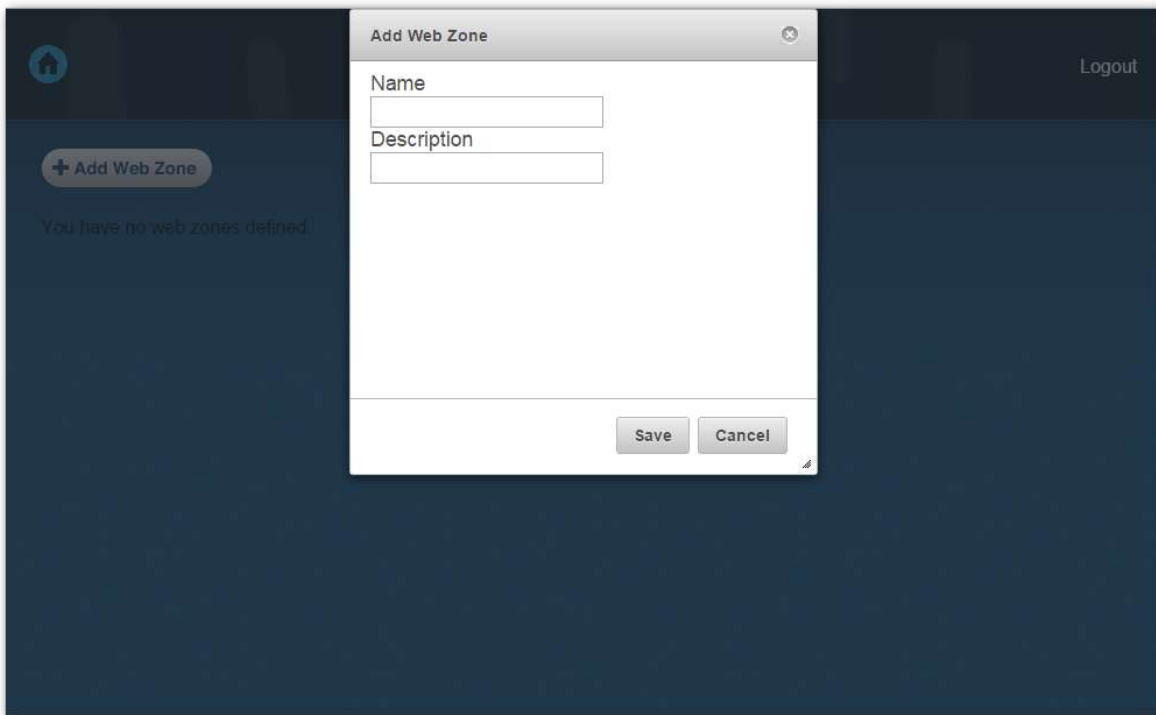 Add Web Zone
Logout
Name
Description
+ Add Web Zone
You have no web zones defined.
Save
Cancel